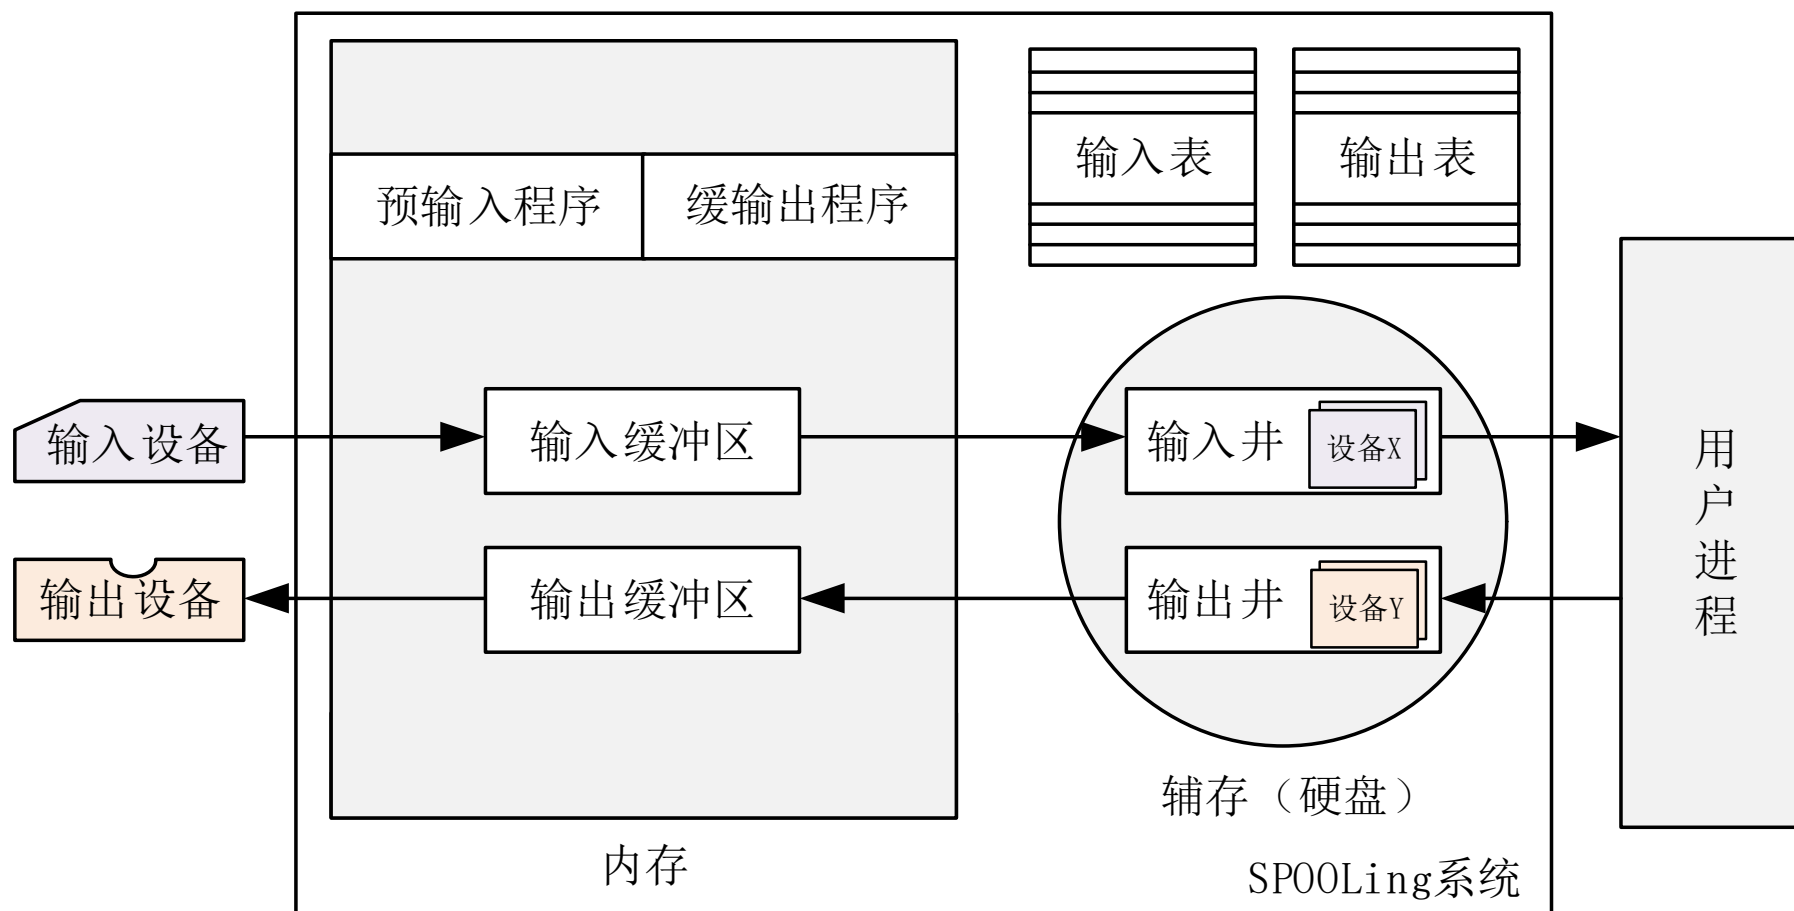 输入表
输出表
预输入程序
缓输出程序
输入设备
输入缓冲区
输入井
设备X
用户进程
输出设备
输出缓冲区
输出井
设备Y
辅存（硬盘）
内存
SPOOLing系统